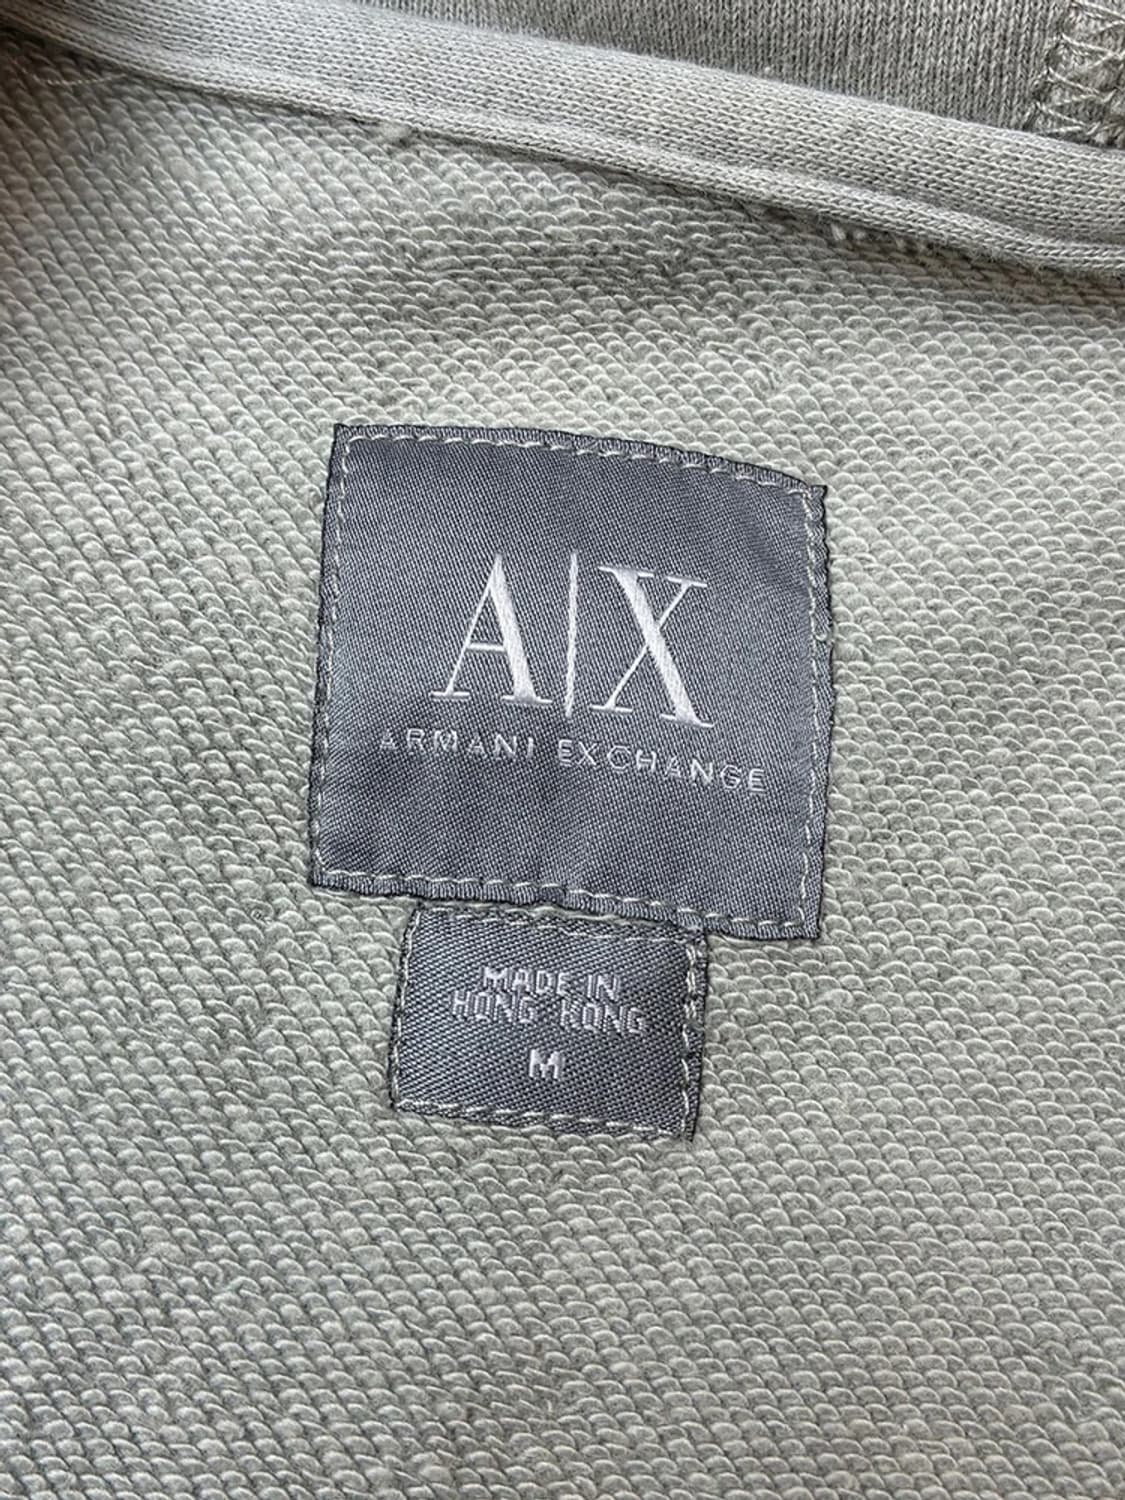 A|X
ARMANI EXCHANGE
MADE IN
HONG KONG
M